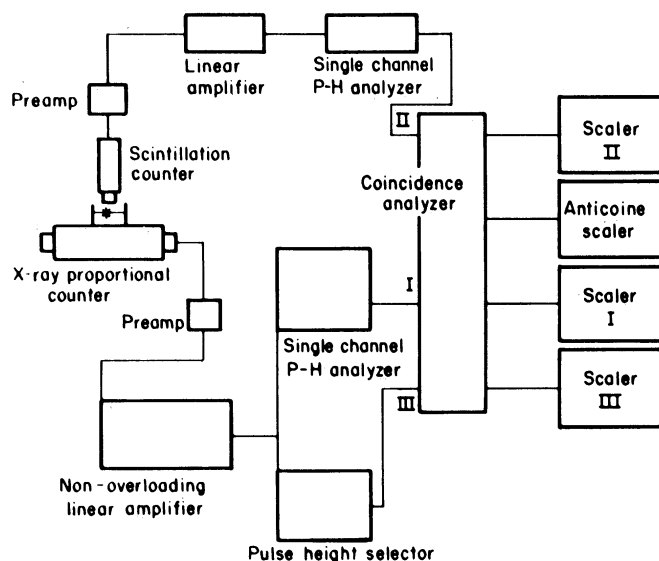 Linear
amplifier
Single channel
P-H analyzer
Preamp
II
Scintillation
counter
Coincidence
analyzer
Scaler
II
Anticoine
scaler
X-ray proportional
counter
I
Scaler
I
Preamp
Single channel
P-H analyzer
III
Scaler
III
Non-overloading
linear amplifier
Pulse height selector